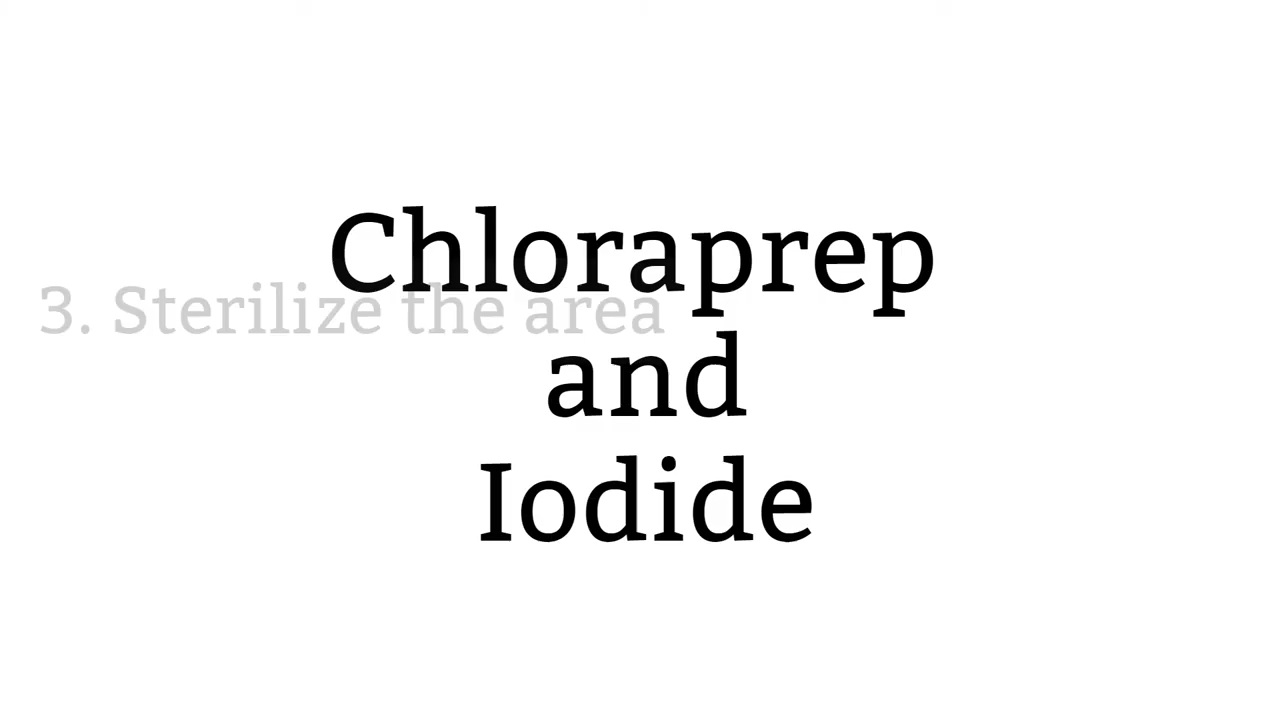 Chloraprep
3. Sterilize the area
and
Iodide